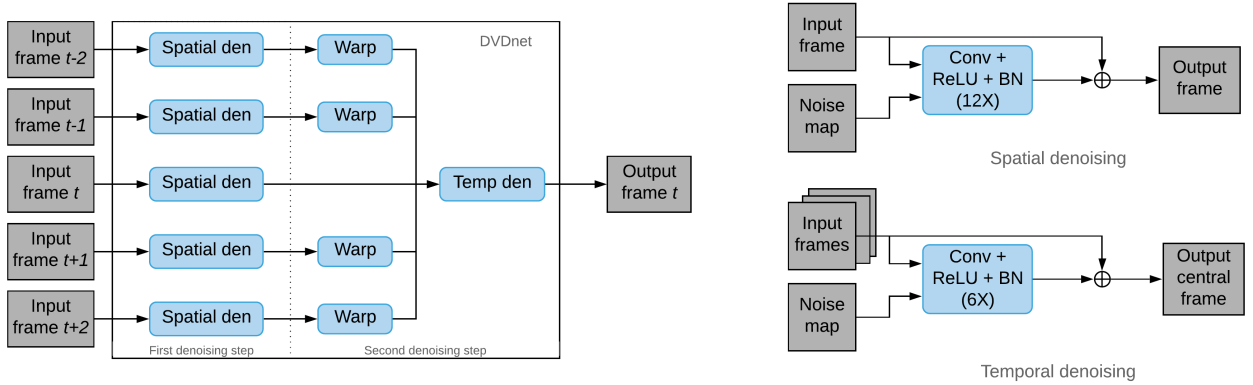 Input
frame t-2
Spatial den
Warp
DVDnet
Input
frame t-1
Spatial den
Warp
Input
frame t
Spatial den
Temp den
Output
frame t
Input
frame t+1
Spatial den
Warp
Input
frame t+2
Spatial den
Warp
First denoising step
Second denoising step
Input
frame
Noise
map
Conv +
ReLU + BN
(12X)
Output
frame
Spatial denoising
Input
frames
Noise
map
Conv +
ReLU + BN
(6X)
Output
central
frame
Temporal denoising